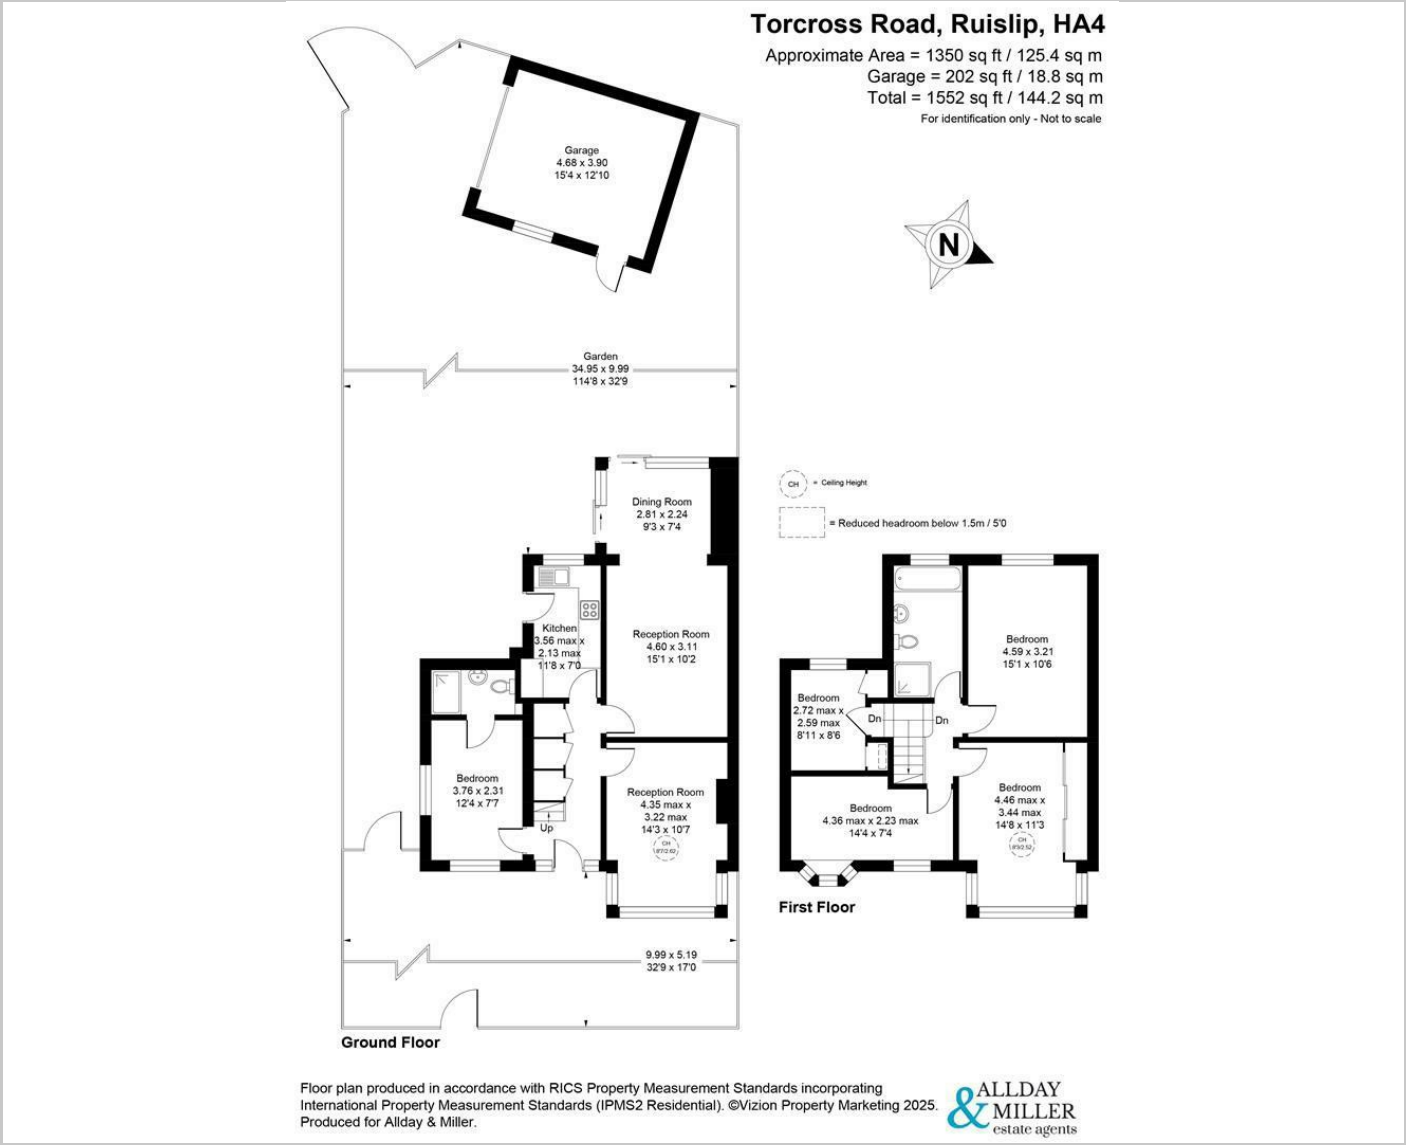 Torcross Road, Ruislip, HA4
Approximate Area = 1350 sq ft / 125.4 sq m
Garage = 202 sq ft / 18.8 sq m
Total = 1552 sq ft / 144.2 sq m
For identification only - Not to scale
Garage
4.68 x 3.90
15'4 x 12'10
N
Garden
34.95 x 9.99
114'8 x 32'9
CH = Ceiling Height
= Reduced headroom below 1.5m / 5'0
Dining Room
2.81 x 2.24
9'3 x 7'4
Kitchen
3.56 max x
2.13 max
11'8 x 7'0
Reception Room
4.60 x 3.11
15'1 x 10'2
Bedroom
3.76 x 2.31
12'4 x 7'7
Up
Reception Room
4.35 max x
3.22 max
14'3 x 10'7
CH
9.99 x 5.19
32'9 x 17'0
Ground Floor
Bedroom
4.59 x 3.21
15'1 x 10'6
Bedroom
2.72 max x
2.59 max
8'11 x 8'6
Dn
Dn
Bedroom
4.36 max x 2.23 max
14'4 x 7'4
Bedroom
4.46 max x
3.44 max
14'8 x 11'3
CH
First Floor
Floor plan produced in accordance with RICS Property Measurement Standards incorporating
International Property Measurement Standards (IPMS2 Residential). ©Vizion Property Marketing 2025.
Produced for Allday & Miller.
ALLDAY
& MILLER
estate agents